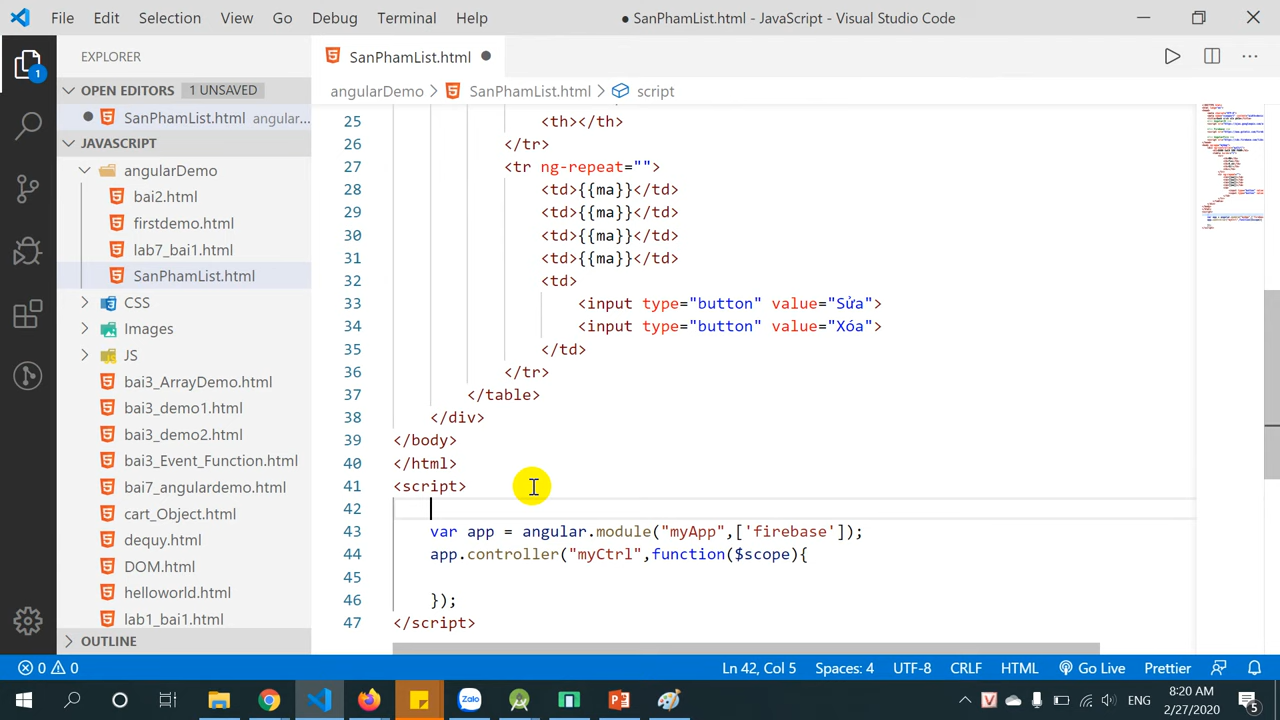 File Edit Selection View Go Debug Terminal Help ● SanPhamList.html - JavaScript - Visual Studio Code
EXPLORER
SanPhamList.html
OPEN EDITORS 1 UNSAVED
SanPhamList.html angular...
JAVASCRIPT
angularDemo
bai2.html
firstdemo.html
lab7_bai1.html
SanPhamList.html
CSS
Images
JS
bai3_ArrayDemo.html
bai3_demo1.html
bai3_demo2.html
bai3_Event_Function.html
bai7_angulardemo.html
cart_Object.html
dequy.html
DOM.html
helloworld.html
lab1_bai1.html
OUTLINE
1
angularDemo > SanPhamList.html > script
25 <th></th>
26 </tr>
27 <tr ng-repeat="">
28 <td>{{ma}}</td>
29 <td>{{ma}}</td>
30 <td>{{ma}}</td>
31 <td>{{ma}}</td>
32 <td>
33 <input type="button" value="Sửa">
34 <input type="button" value="Xóa">
35 </td>
36 </tr>
37 </table>
38 </div>
39 </body>
40 </html>
41 <script>
42
43 var app = angular.module("myApp",['firebase']);
44 app.controller("myCtrl",function($scope){
45
46 });
47 </script>
0 0 Ln 42, Col 5 Spaces: 4 UTF-8 CRLF HTML Go Live Prettier
Zalo ENG 8:20 AM
2/27/2020 5